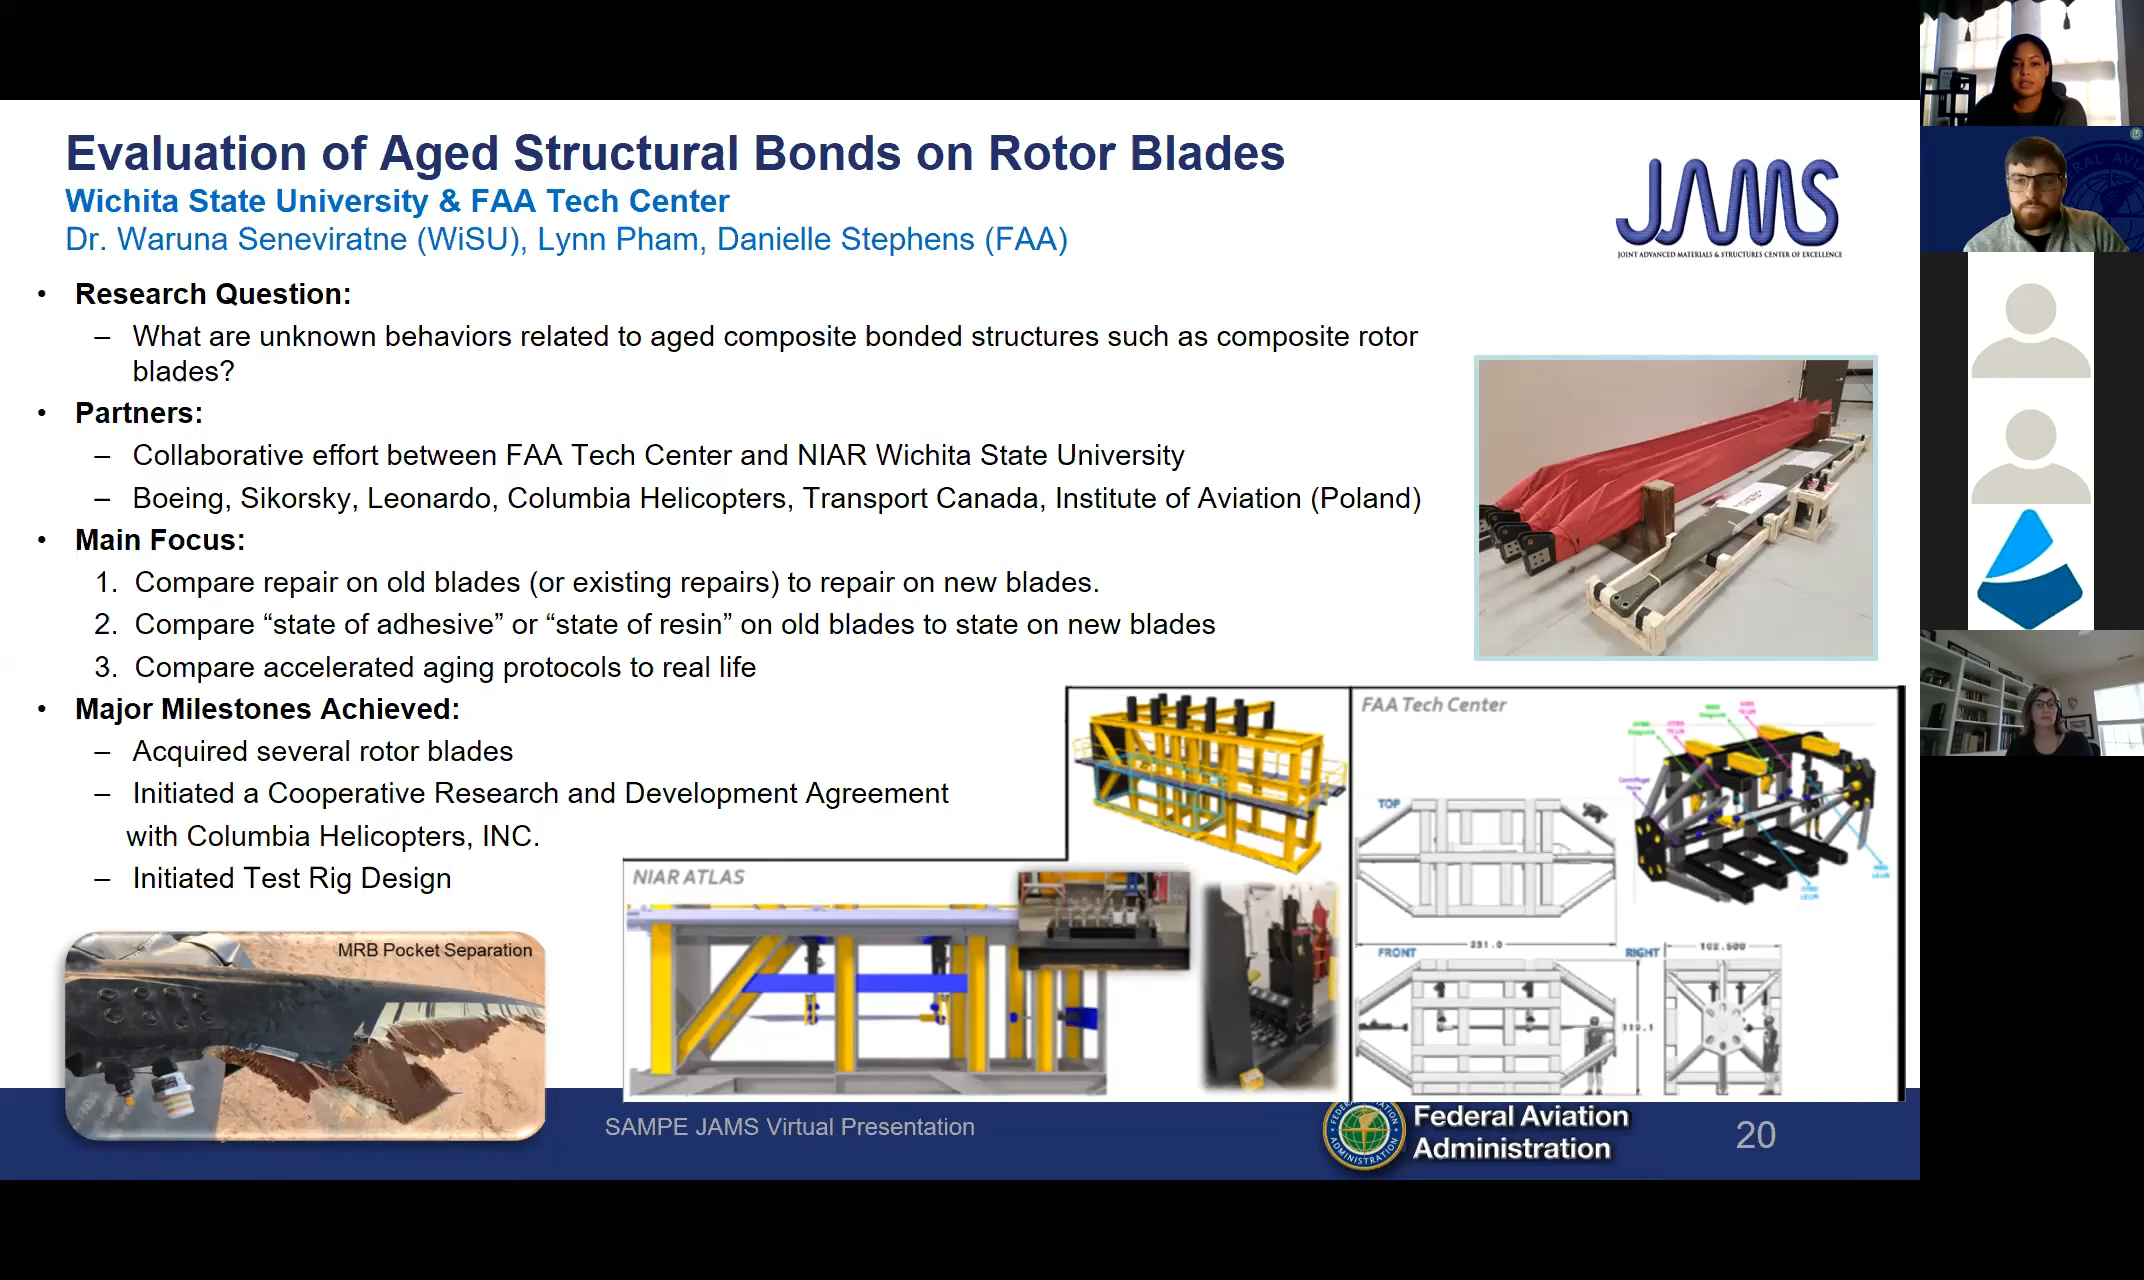 Evaluation of Aged Structural Bonds on Rotor Blades
Wichita State University & FAA Tech Center
Dr. Waruna Seneviratne (WiSU), Lynn Pham, Danielle Stephens (FAA)
JAMS
JOINT ADVANCED MATERIALS & STRUCTURES CENTER OF EXCELLENCE
• Research Question:
– What are unknown behaviors related to aged composite bonded structures such as composite rotor
blades?
• Partners:
– Collaborative effort between FAA Tech Center and NIAR Wichita State University
– Boeing, Sikorsky, Leonardo, Columbia Helicopters, Transport Canada, Institute of Aviation (Poland)
• Main Focus:
1. Compare repair on old blades (or existing repairs) to repair on new blades.
2. Compare “state of adhesive” or “state of resin” on old blades to state on new blades
3. Compare accelerated aging protocols to real life
• Major Milestones Achieved:
– Acquired several rotor blades
– Initiated a Cooperative Research and Development Agreement
with Columbia Helicopters, INC.
– Initiated Test Rig Design
MRB Pocket Separation
NIAR ATLAS
FAA Tech Center
TOP
231.0
FRONT
RIGHT
102.500
SAMPE JAMS Virtual Presentation
Federal Aviation
Administration
20